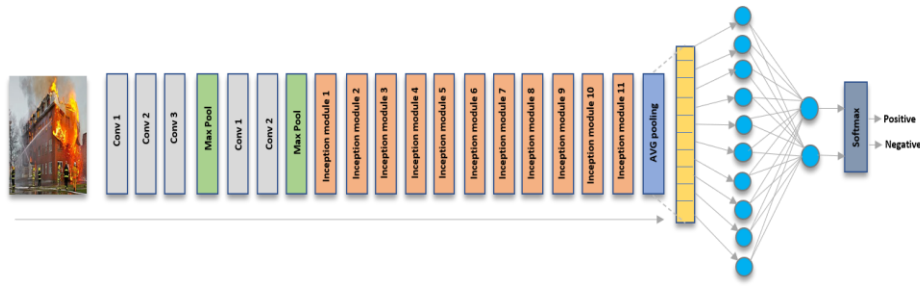 Conv 1
Conv 2
Conv 3
Max Pool
Conv 1
Conv 2
Max Pool
Inception module 1
Inception module 2
Inception module 3
Inception module 4
Inception module 5
Inception module 6
Inception module 7
Inception module 8
Inception module 9
Inception module 10
Inception module 11
AVG pooling
Softmax
Positive
Negative